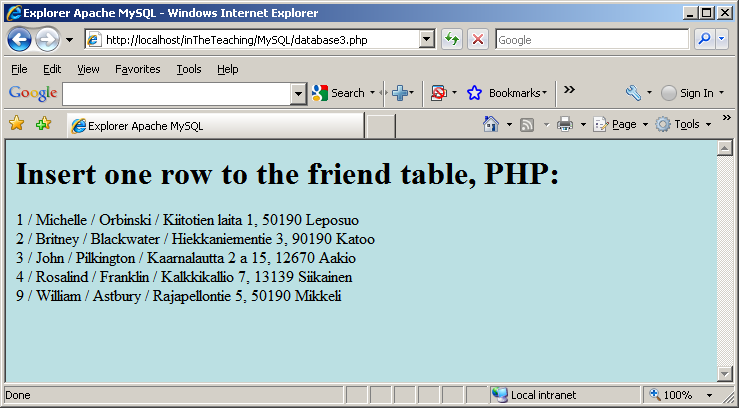 Explorer Apache MySQL - Windows Internet Explorer
http://localhost/inTheTeaching/MySQL/database3.php
Google
File Edit View Favorites Tools Help
Google Search Bookmarks Sign In
Explorer Apache MySQL Page Tools
Insert one row to the friend table, PHP:
1 / Michelle / Orbinski / Kiitotien laita 1, 50190 Leposuo
2 / Britney / Blackwater / Hiekkaniementie 3, 90190 Katoo
3 / John / Pilkington / Kaarnalautta 2 a 15, 12670 Aakio
4 / Rosalind / Franklin / Kalkkikallio 7, 13139 Siikainen
9 / William / Astbury / Rajapellontie 5, 50190 Mikkeli
Done Local intranet 100%